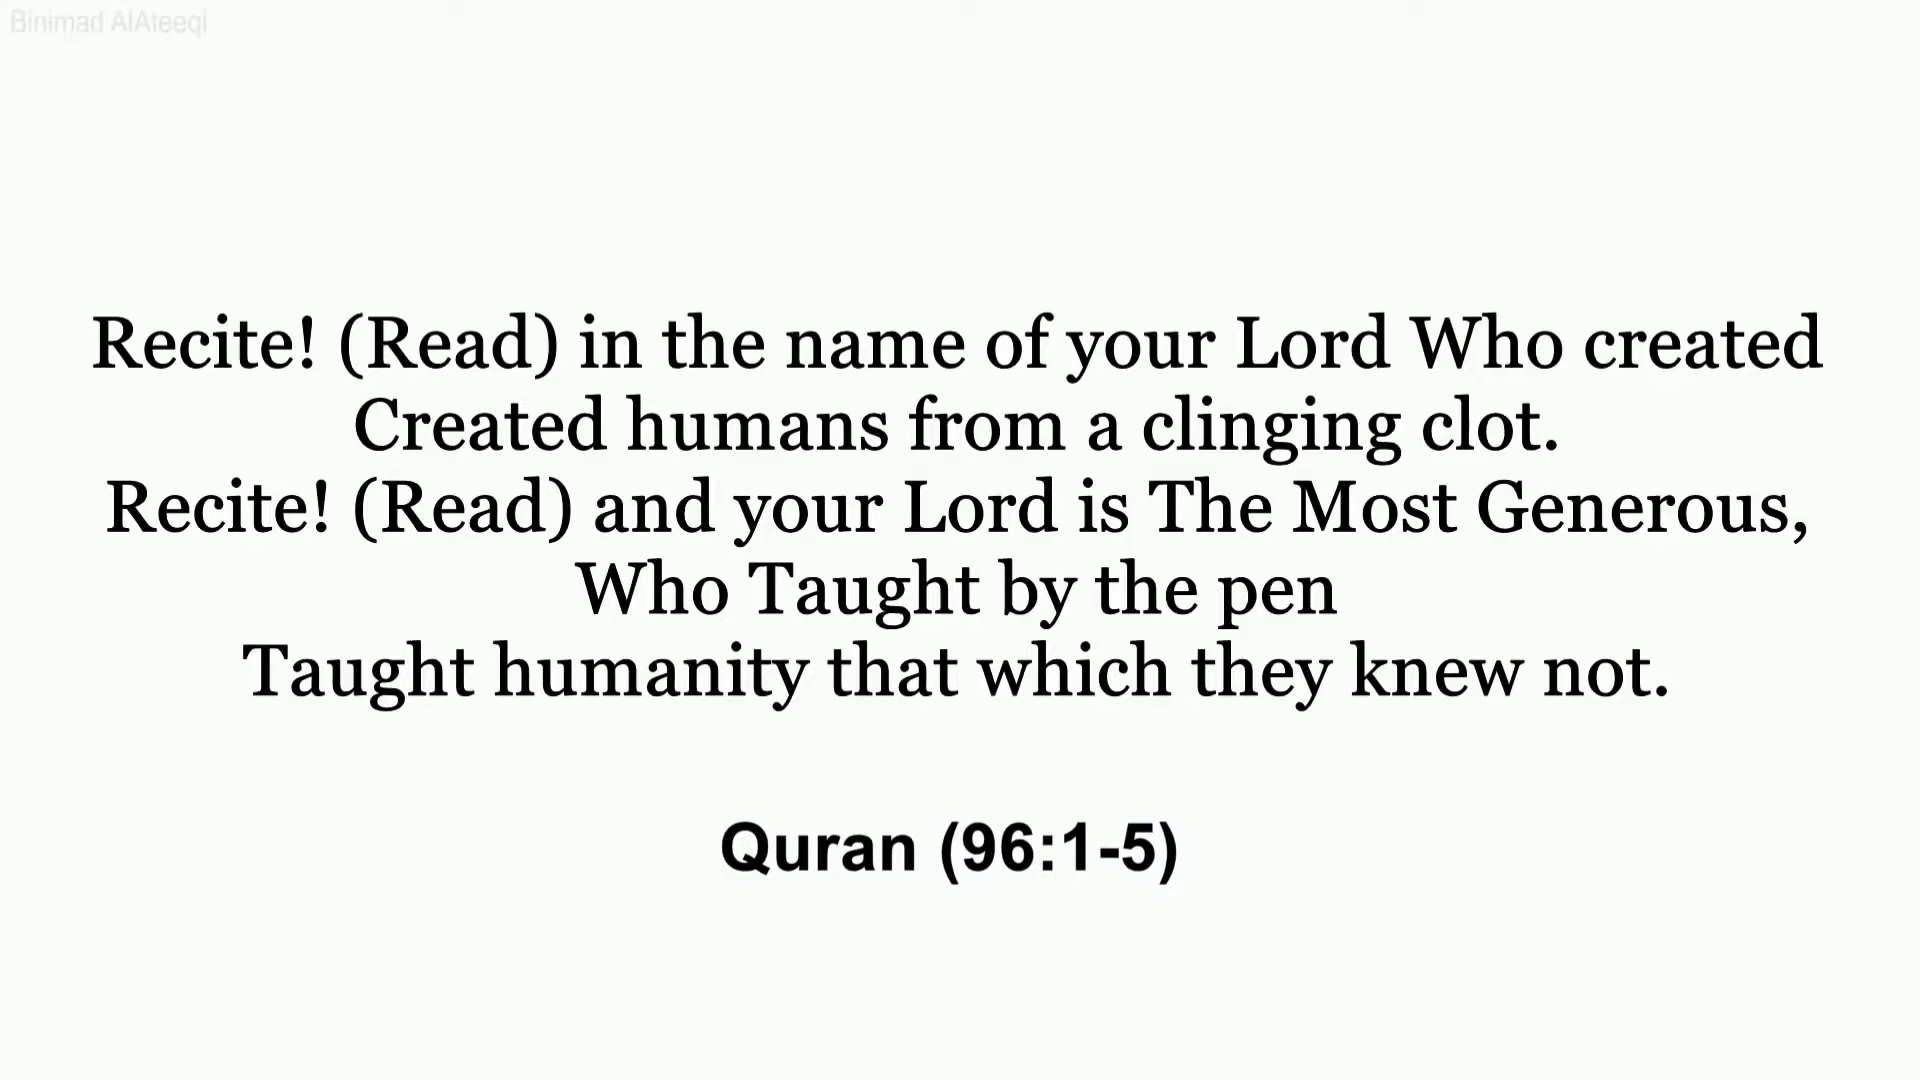 Binimad AlAteeqi
Recite! (Read) in the name of your Lord Who created
Created humans from a clinging clot.
Recite! (Read) and your Lord is The Most Generous,
Who Taught by the pen
Taught humanity that which they knew not.
Quran (96:1-5)